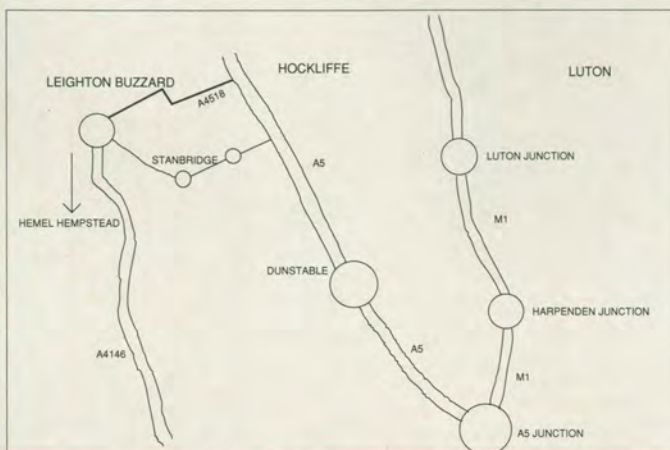 HOCKLIFFE
LUTON
LEIGHTON BUZZARD
A4518
STANBRIDGE
A5
LUTON JUNCTION
HEMEL HEMPSTEAD
M1
DUNSTABLE
HARPENDEN JUNCTION
A4146
A5
M1
A5 JUNCTION